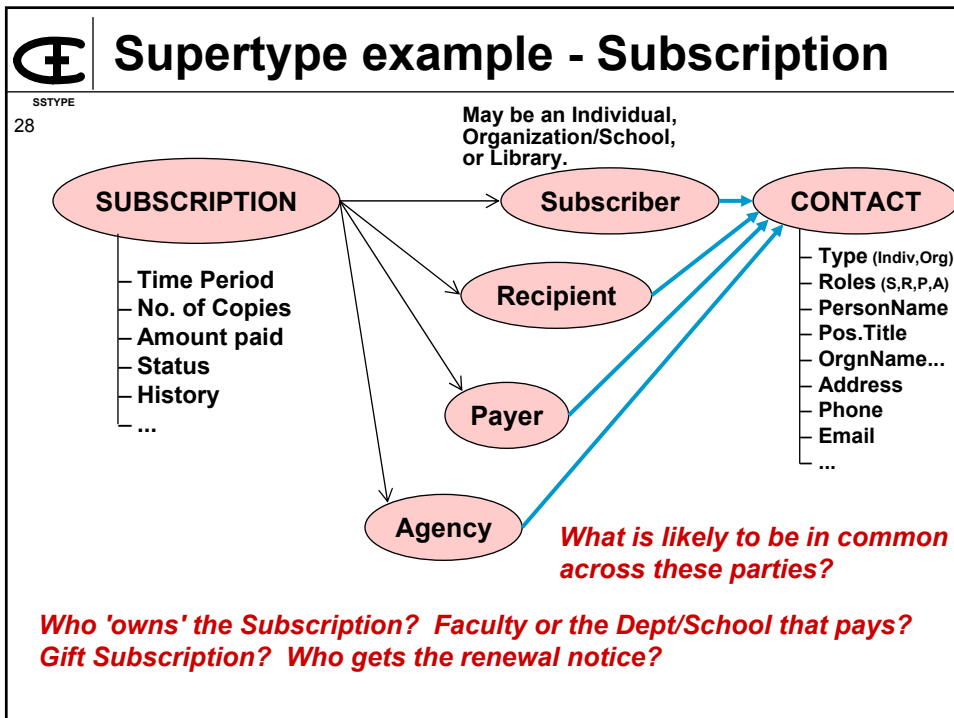 Supertype example - Subscription
SSTYPE
28
May be an Individual,
Organization/School,
or Library.
SUBSCRIPTION
Subscriber
CONTACT
Time Period
No. of Copies
Amount paid
Status
History
...
Recipient
Payer
Agency
Type (Indiv,Org)
Roles (S,R,P,A)
PersonName
Pos.Title
OrgnName...
Address
Phone
Email
...
What is likely to be in common
across these parties?
Who 'owns' the Subscription? Faculty or the Dept/School that pays?
Gift Subscription? Who gets the renewal notice?